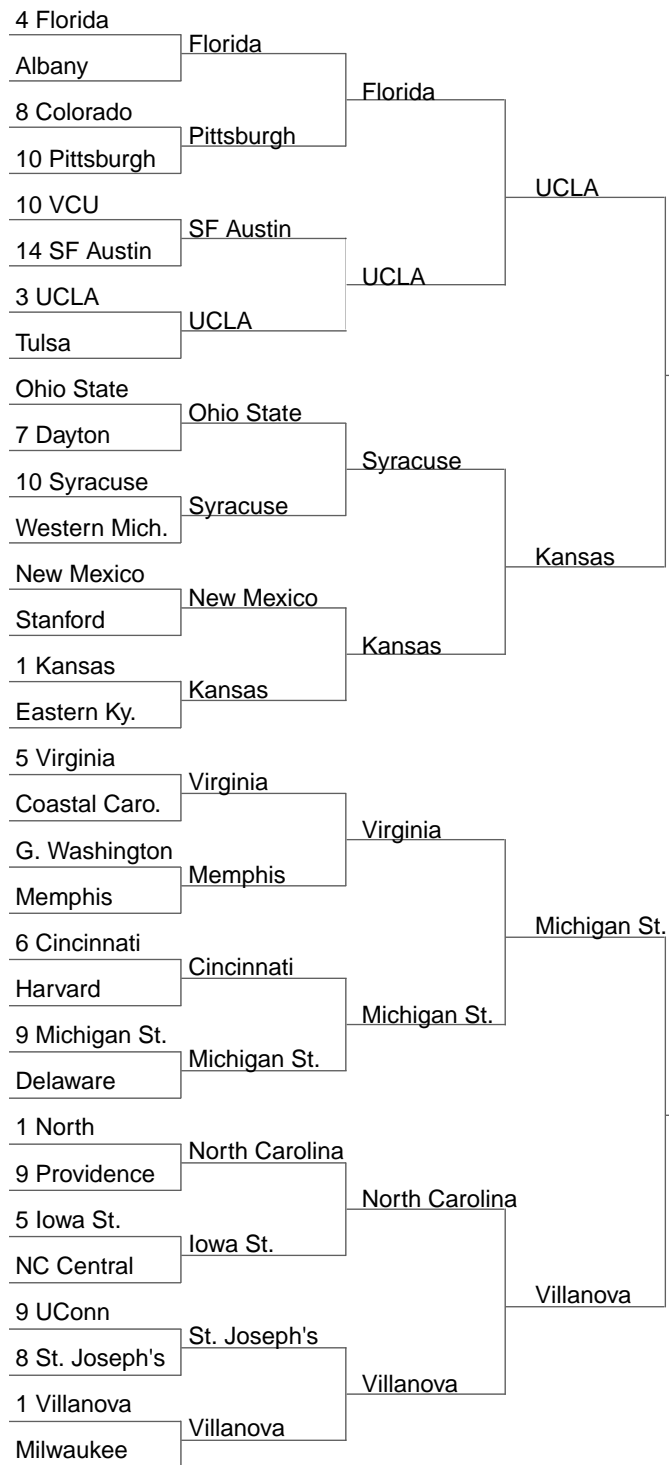 4 Florida
Albany
8 Colorado
10 Pittsburgh
10 VCU
14 SF Austin
3 UCLA
Tulsa
Ohio State
7 Dayton
10 Syracuse
Western Mich.
New Mexico
Stanford
1 Kansas
Eastern Ky.
5 Virginia
Coastal Caro.
G. Washington
Memphis
6 Cincinnati
Harvard
9 Michigan St.
Delaware
1 North
9 Providence
5 Iowa St.
NC Central
9 UConn
8 St. Joseph's
1 Villanova
Milwaukee
Florida
Pittsburgh
SF Austin
UCLA
Ohio State
Syracuse
New Mexico
Kansas
Virginia
Memphis
Cincinnati
Michigan St.
North Carolina
Iowa St.
St. Joseph's
Villanova
Florida
UCLA
Syracuse
Kansas
Virginia
Michigan St.
North Carolina
Villanova
UCLA
Kansas
Michigan St.
Villanova